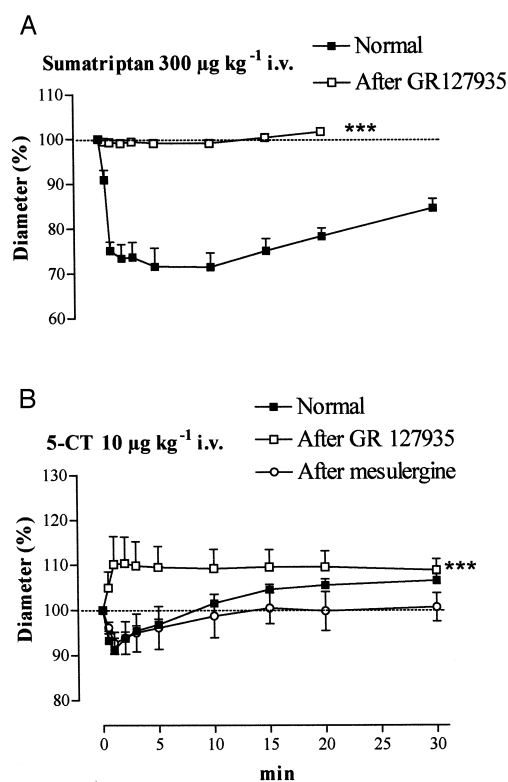 A
Normal
Sumatriptan 300 µg kg⁻¹ i.v.
After GR127935
110
100
90
80
70
60
Diameter (%)
***
B
Normal
5-CT 10 µg kg⁻¹ i.v.
After GR 127935
After mesulergine
130
120
110
100
90
80
Diameter (%)
***
0 5 10 15 20 25 30
min